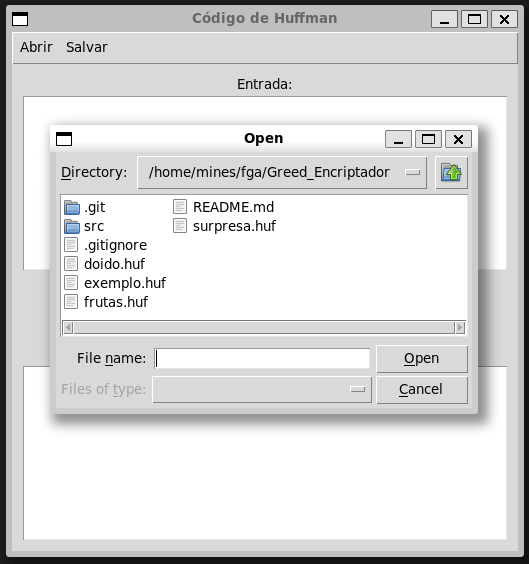 Código de Huffman
Abrir Salvar
Entrada:
Open
Directory: /home/mines/fga/Greed_Encriptador
.git
src
.gitignore
doido.huf
exemplo.huf
frutas.huf
README.md
surpresa.huf
File name: Open
Files of type: Cancel